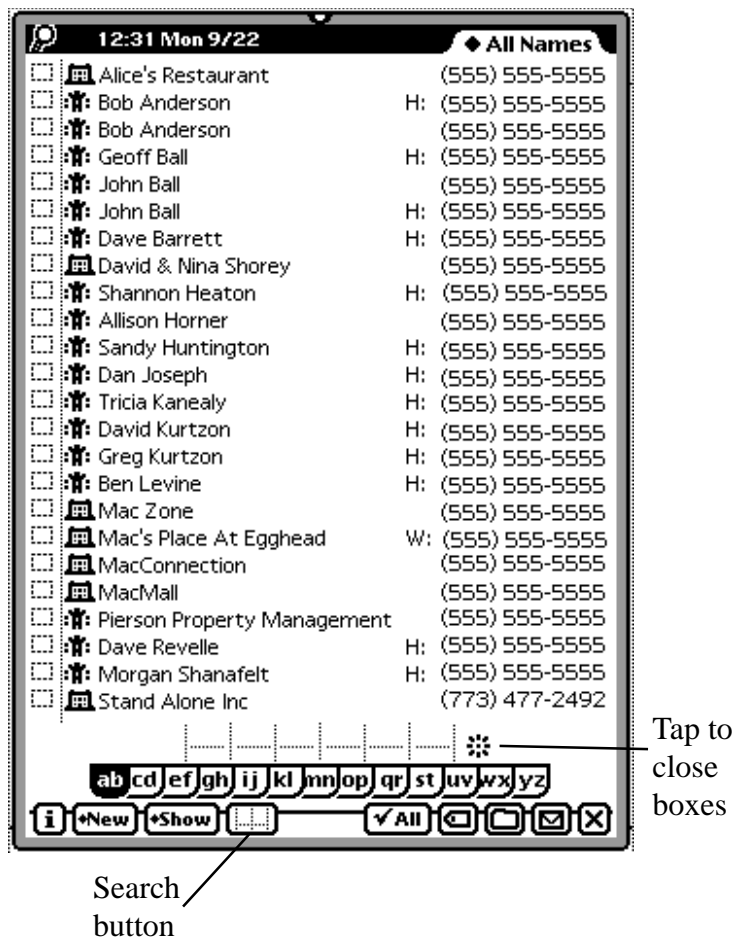 12:31 Mon 9/22 ◆ All Names
Alice's Restaurant (555) 555-5555
Bob Anderson H: (555) 555-5555
Bob Anderson (555) 555-5555
Geoff Ball H: (555) 555-5555
John Ball (555) 555-5555
John Ball H: (555) 555-5555
Dave Barrett H: (555) 555-5555
David & Nina Shorey (555) 555-5555
Shannon Heaton H: (555) 555-5555
Allison Horner (555) 555-5555
Sandy Huntington H: (555) 555-5555
Dan Joseph H: (555) 555-5555
Tricia Kanealy H: (555) 555-5555
David Kurtzon H: (555) 555-5555
Greg Kurtzon H: (555) 555-5555
Ben Levine H: (555) 555-5555
Mac Zone (555) 555-5555
Mac's Place At Egghead W: (555) 555-5555
MacConnection (555) 555-5555
MacMall (555) 555-5555
Pierson Property Management (555) 555-5555
Dave Revelle H: (555) 555-5555
Morgan Shanafelt H: (555) 555-5555
Stand Alone Inc (773) 477-2492
Tap to
close
boxes
ab cd ef gh ij kl mn op qr st uv wx yz
i ◆New ◆Show ✓All X
Search
button